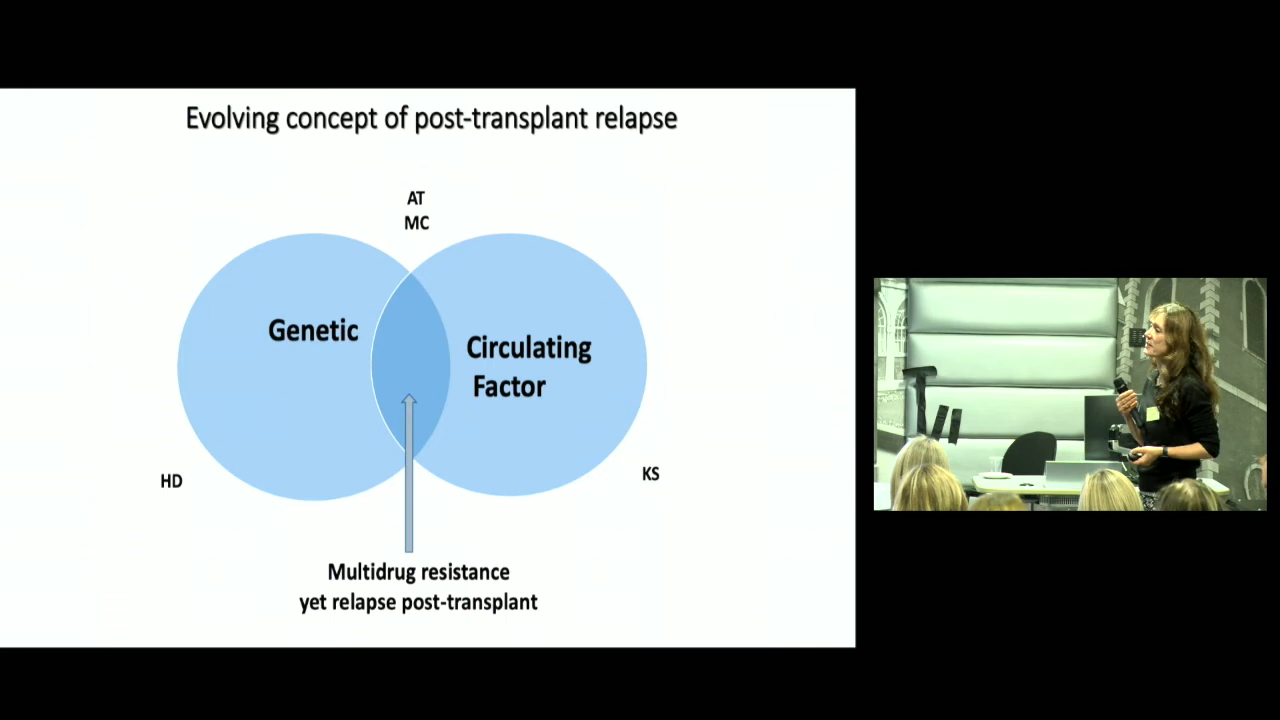 Evolving concept of post-transplant relapse
AT
MC
Genetic
Circulating
Factor
HD
KS
Multidrug resistance
yet relapse post-transplant